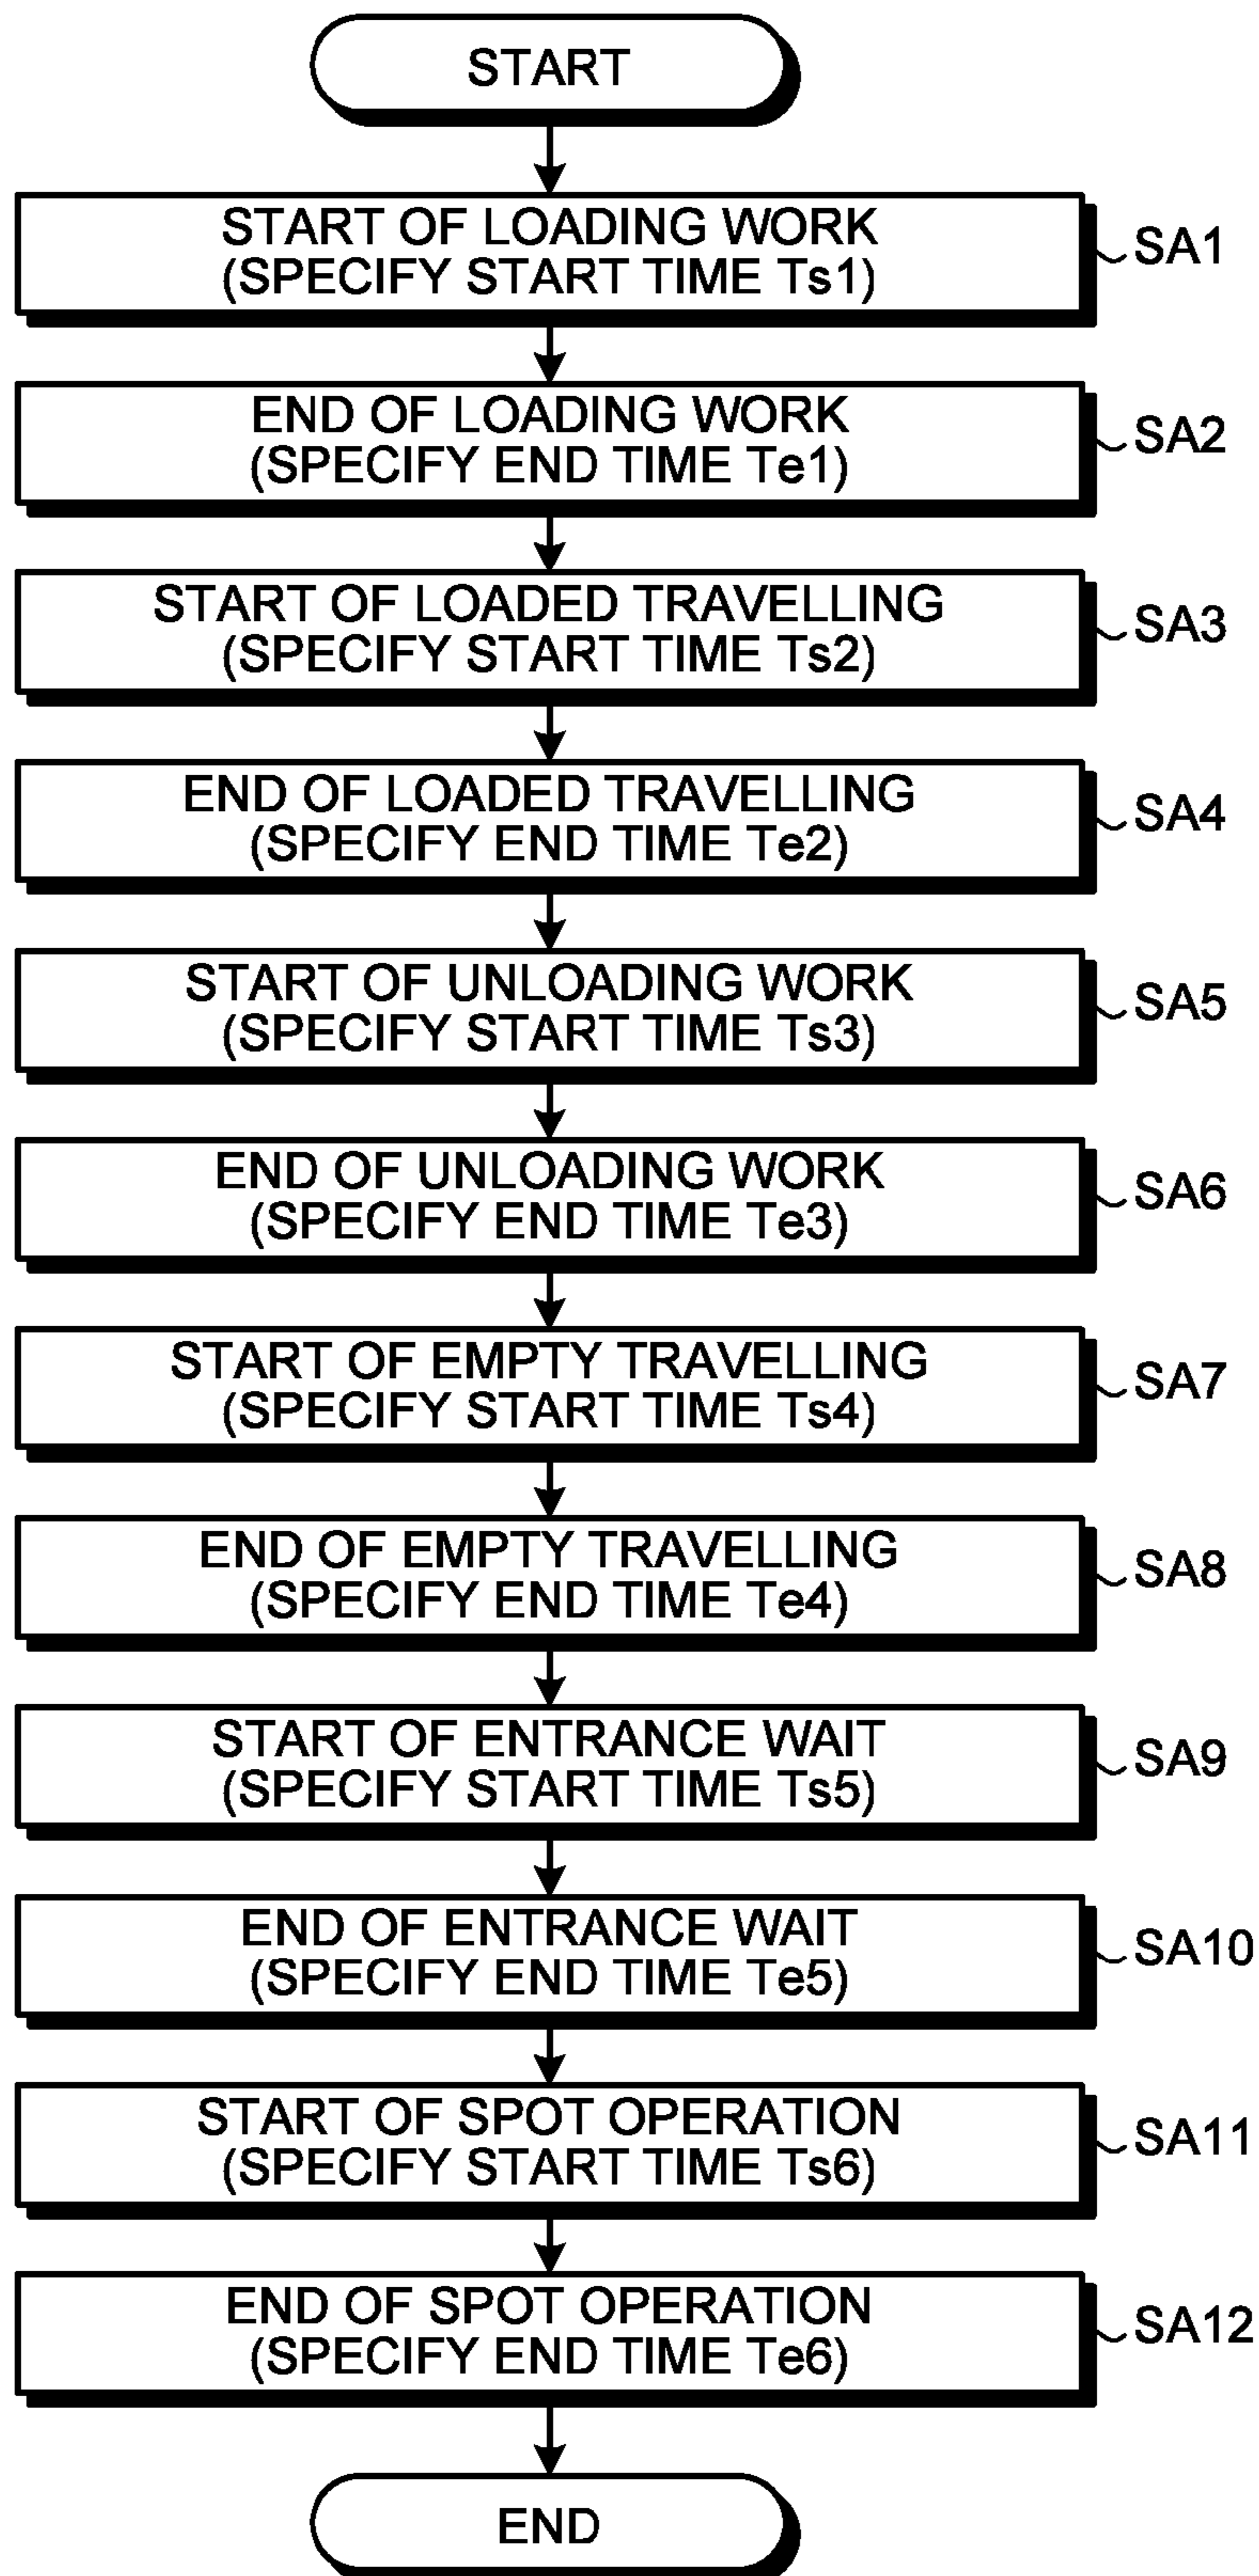 START
START OF LOADING WORK
(SPECIFY START TIME Ts1)
SA1
END OF LOADING WORK
(SPECIFY END TIME Te1)
SA2
START OF LOADED TRAVELLING
(SPECIFY START TIME Ts2)
SA3
END OF LOADED TRAVELLING
(SPECIFY END TIME Te2)
SA4
START OF UNLOADING WORK
(SPECIFY START TIME Ts3)
SA5
END OF UNLOADING WORK
(SPECIFY END TIME Te3)
SA6
START OF EMPTY TRAVELLING
(SPECIFY START TIME Ts4)
SA7
END OF EMPTY TRAVELLING
(SPECIFY END TIME Te4)
SA8
START OF ENTRANCE WAIT
(SPECIFY START TIME Ts5)
SA9
END OF ENTRANCE WAIT
(SPECIFY END TIME Te5)
SA10
START OF SPOT OPERATION
(SPECIFY START TIME Ts6)
SA11
END OF SPOT OPERATION
(SPECIFY END TIME Te6)
SA12
END